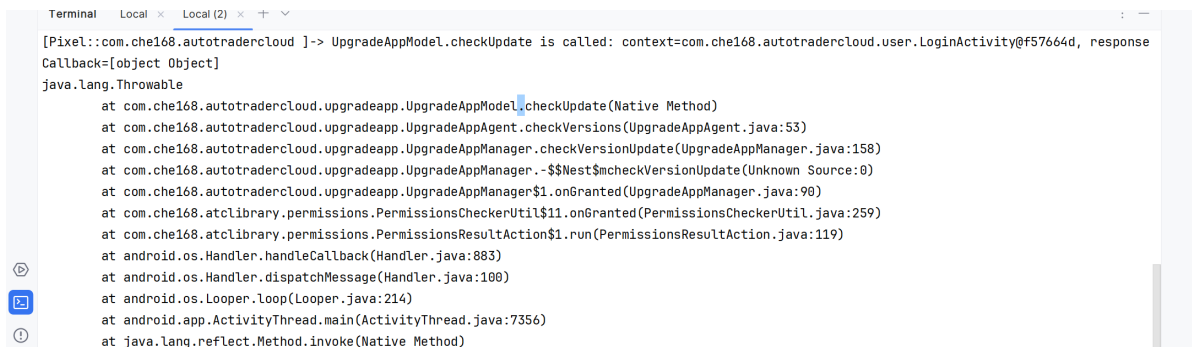 Terminal Local × Local (2) × + ∨ ⋮ —
[Pixel::com.che168.autotradercloud ]-> UpgradeAppModel.checkUpdate is called: context=com.che168.autotradercloud.user.LoginActivity@f57664d, response
Callback=[object Object]
java.lang.Throwable
at com.che168.autotradercloud.upgradeapp.UpgradeAppModel.checkUpdate(Native Method)
at com.che168.autotradercloud.upgradeapp.UpgradeAppAgent.checkVersions(UpgradeAppAgent.java:53)
at com.che168.autotradercloud.upgradeapp.UpgradeAppManager.checkVersionUpdate(UpgradeAppManager.java:158)
at com.che168.autotradercloud.upgradeapp.UpgradeAppManager.-$$Nest$mcheckVersionUpdate(Unknown Source:0)
at com.che168.autotradercloud.upgradeapp.UpgradeAppManager$1.onGranted(UpgradeAppManager.java:90)
at com.che168.atclibrary.permissions.PermissionsCheckerUtil$11.onGranted(PermissionsCheckerUtil.java:259)
at com.che168.atclibrary.permissions.PermissionsResultAction$1.run(PermissionsResultAction.java:119)
at android.os.Handler.handleCallback(Handler.java:883)
at android.os.Handler.dispatchMessage(Handler.java:100)
at android.os.Looper.loop(Looper.java:214)
at android.app.ActivityThread.main(ActivityThread.java:7356)
at java.lang.reflect.Method.invoke(Native Method)